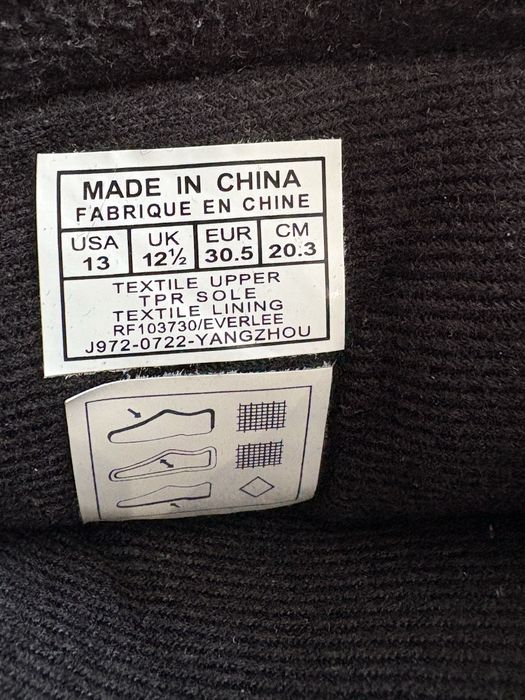 MADE IN CHINA
FABRIQUE EN CHINE
USA UK EUR CM
13 12½ 30.5 20.3
TEXTILE UPPER
TPR SOLE
TEXTILE LINING
RF103730/EVERLEE
J972-0722-YANGZHOU